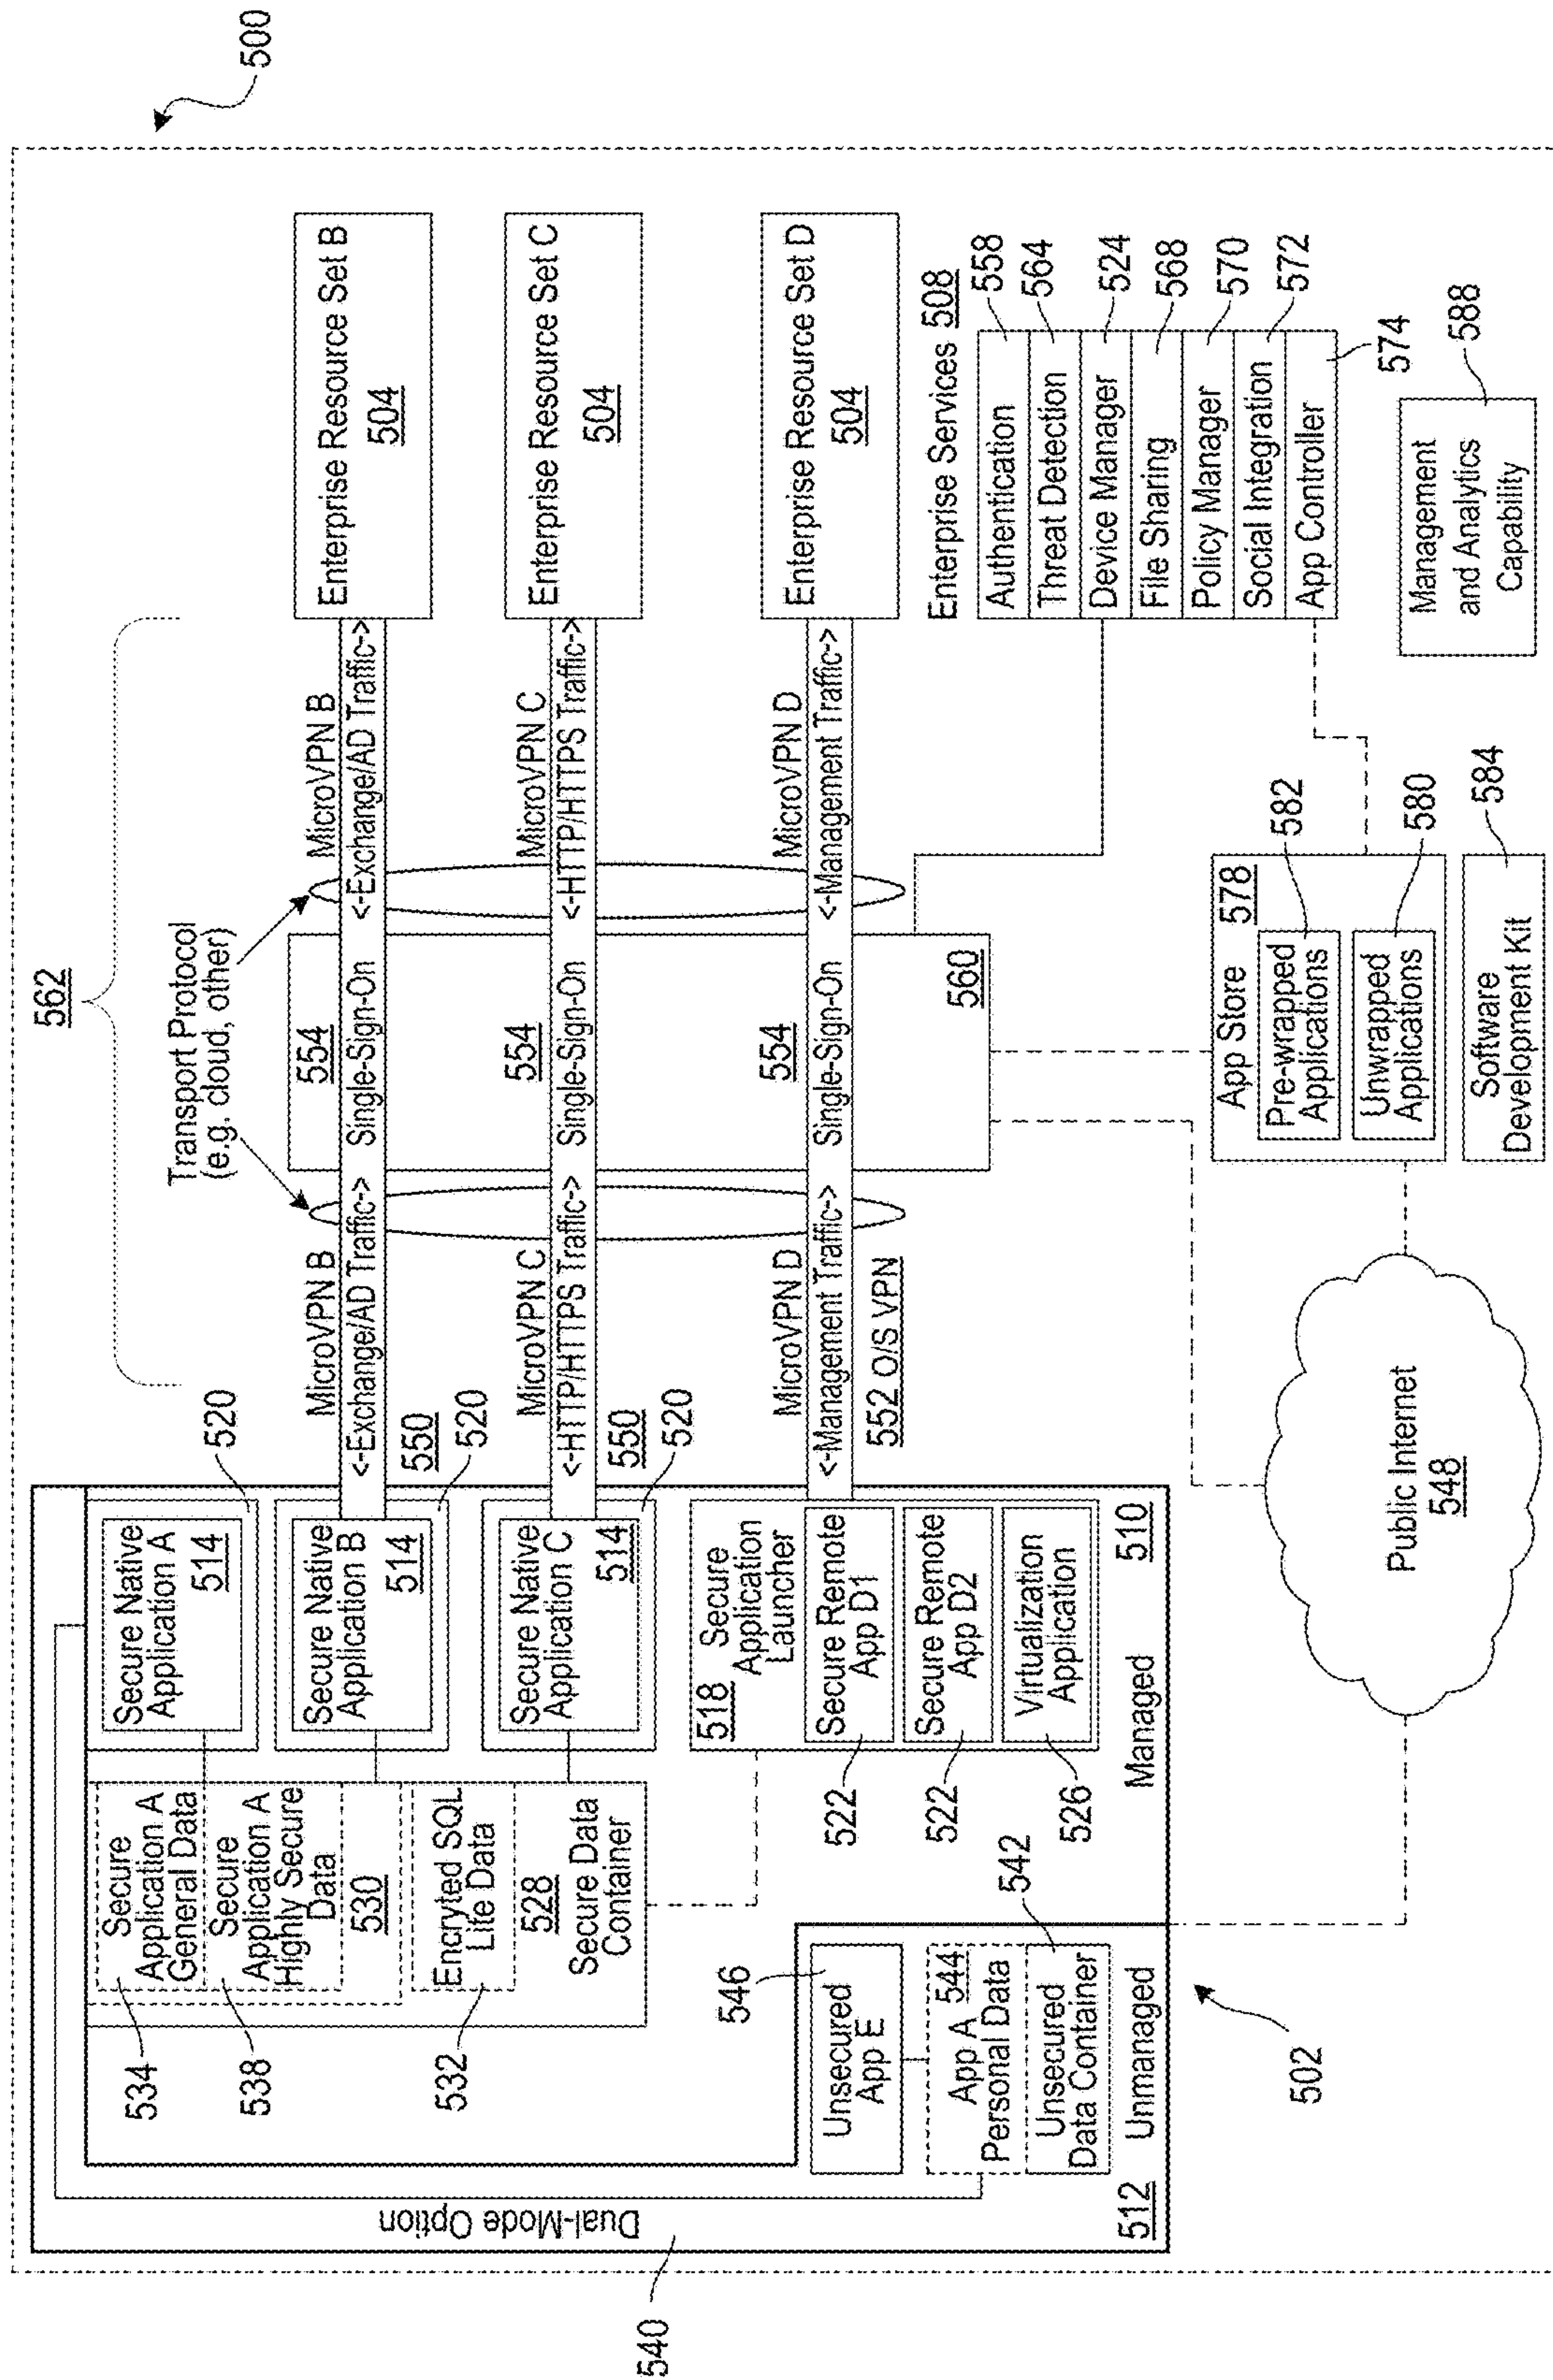 500
562
Transport Protocol
(e.g. cloud, other)
540
Dual-Mode Option
534
538
532
Secure
Application A
General Data
Secure
Application A
Highly Secure
Data
530
Encryted SQL
Life Data
528
Secure Data
Container
Secure Native
Application A
514
520
Secure Native
Application B
514
550
520
Secure Native
Application C
514
550
520
518
Secure
Application
Launcher
Secure Remote
App D1
522
Secure Remote
App D2
522
Virtualization
Application
526
Managed
510
546
Unsecured
App E
App A
544
Personal Data
542
Unsecured
Data Container
Unmanaged
512
502
MicroVPN B
<-Exchange/AD Traffic->
554
Single-Sign-On
MicroVPN B
<-Exchange/AD Traffic->
Enterprise Resource Set B
504
MicroVPN C
<-HTTP/HTTPS Traffic->
554
Single-Sign-On
MicroVPN C
<-HTTP/HTTPS Traffic->
Enterprise Resource Set C
504
MicroVPN D
<-Management Traffic->
552 O/S VPN
554
Single-Sign-On
MicroVPN D
<-Management Traffic->
Enterprise Resource Set D
504
560
Enterprise Services 508
Authentication
558
Threat Detection
564
Device Manager
524
File Sharing
568
Policy Manager
570
Social Integration
572
App Controller
574
Public Internet
548
App Store
578
Pre-wrapped
Applications
582
Unwrapped
Applications
580
Software
Development Kit
584
Management
and Analytics
Capability
588